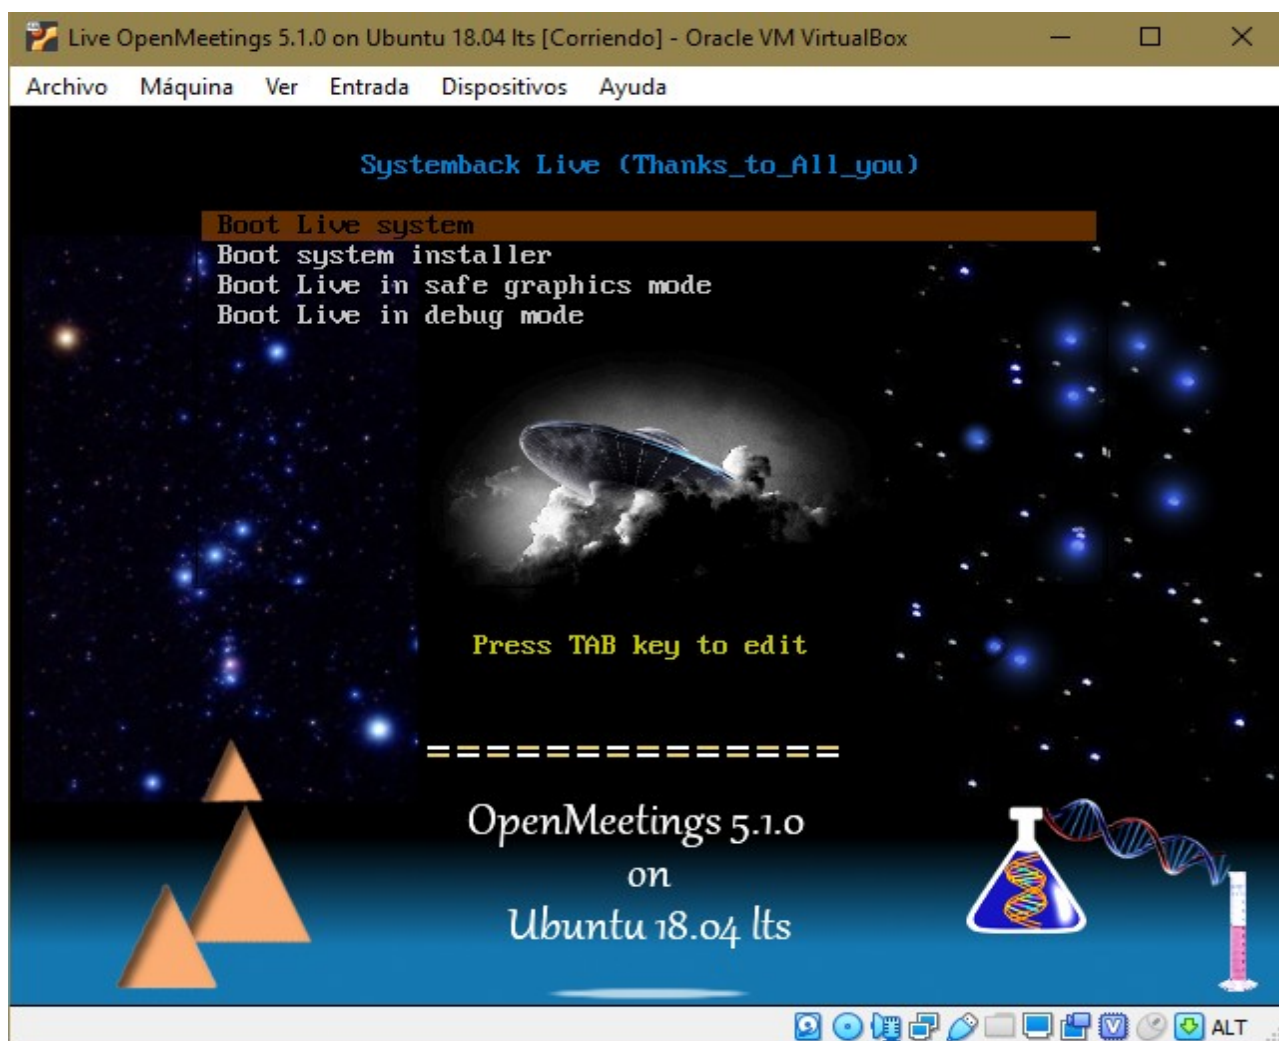 Live OpenMeetings 5.1.0 on Ubuntu 18.04 lts [Corriendo] - Oracle VM VirtualBox
Archivo Máquina Ver Entrada Dispositivos Ayuda
Systemback Live (Thanks_to_All_you)
Boot Live system
Boot system installer
Boot Live in safe graphics mode
Boot Live in debug mode
Press TAB key to edit
==============
OpenMeetings 5.1.0
on
Ubuntu 18.04 lts
ALT